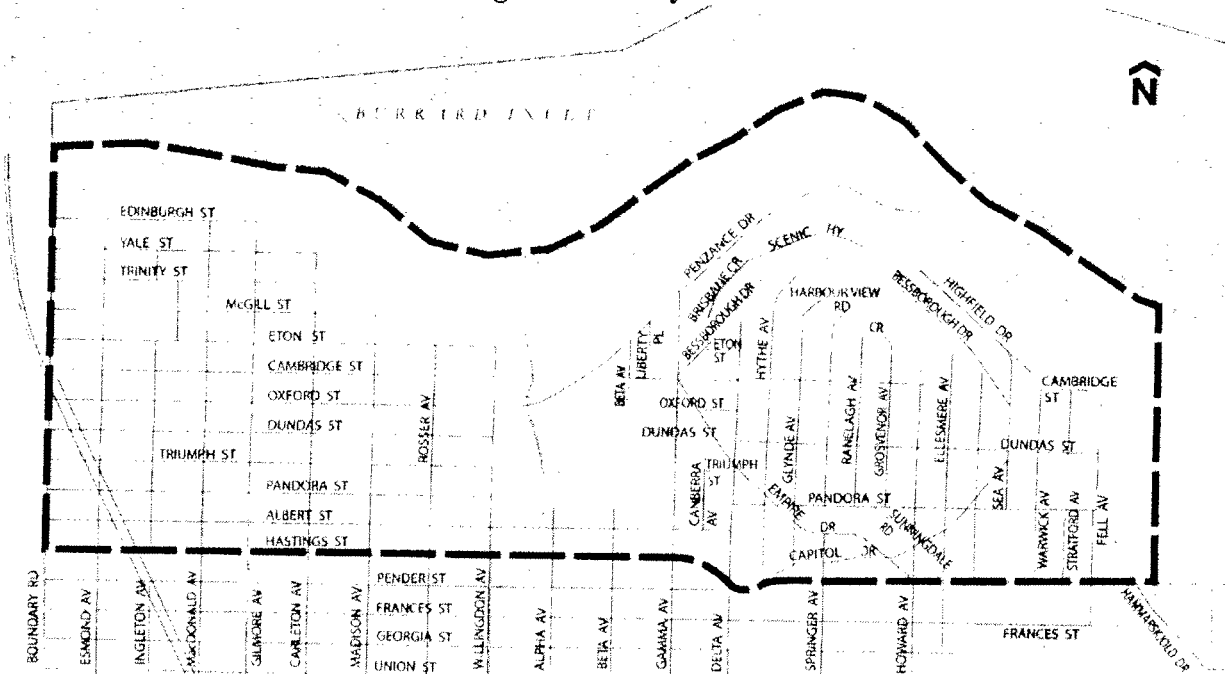 BURRARD INLET
N
EDINBURGH ST
YALE ST
TRINITY ST
McGILL ST
ETON ST
CAMBRIDGE ST
OXFORD ST
DUNDAS ST
TRIUMPH ST
PANDORA ST
ALBERT ST
HASTINGS ST
ROSSER AV
PENZANCE DR
BRISBANE CR
BESSBOROUGH DR
SCENIC HY
HARBOUR VIEW
RD
CR
BESSBOROUGH DR
HIGHFIELD DR
LIBERTY
PL
BETA AV
ETON
ST
HYTHE AV
OXFORD ST
DUNDAS ST
TRIUMPH
ST
CANBERRA
AV
EMPIRE
DR
GLYNDE AV
RANELAGH AV
GROSVENOR AV
ELLESMERE AV
CAMBRIDGE
ST
DUNDAS ST
SEA AV
PANDORA ST
SUNNINGDALE
RD
CAPITOL DR
WARWICK AV
STRATFORD AV
FELL AV
BOUNDARY RD
ESMOND AV
INGLETON AV
MacDONALD AV
GILMORE AV
CARLETON AV
MADISON AV
PENDER ST
FRANCES ST
GEORGIA ST
UNION ST
WILLINGDON AV
ALPHA AV
BETA AV
GAMMA AV
DELTA AV
SPRINGER AV
HOWARD AV
FRANCES ST
HAMMARSKJOLD DR